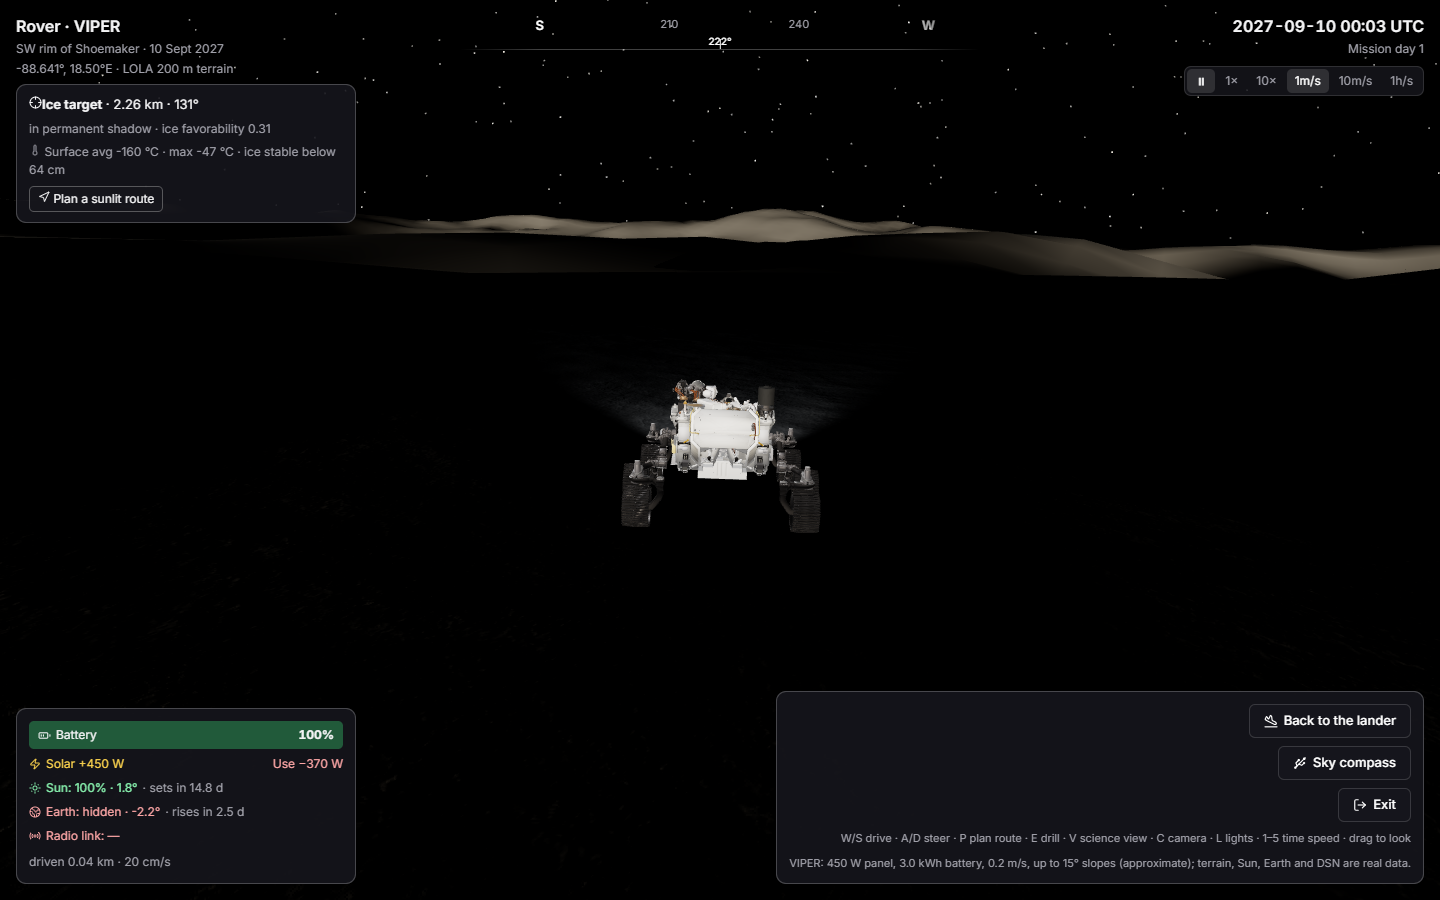 Rover · VIPER
SW rim of Shoemaker · 10 Sept 2027
-88.641°, 18.50°E · LOLA 200 m terrain
Ice target · 2.26 km · 131°
in permanent shadow · ice favorability 0.31
Surface avg -160 °C · max -47 °C · ice stable below
64 cm
Plan a sunlit route
S 210 240 W
222°
2027-09-10 00:03 UTC
Mission day 1
1× 10× 1m/s 10m/s 1h/s
Battery 100%
Solar +450 W Use −370 W
Sun: 100% · 1.8° · sets in 14.8 d
Earth: hidden · -2.2° · rises in 2.5 d
Radio link: —
driven 0.04 km · 20 cm/s
Back to the lander
Sky compass
Exit
W/S drive · A/D steer · P plan route · E drill · V science view · C camera · L lights · 1–5 time speed · drag to look
VIPER: 450 W panel, 3.0 kWh battery, 0.2 m/s, up to 15° slopes (approximate); terrain, Sun, Earth and DSN are real data.